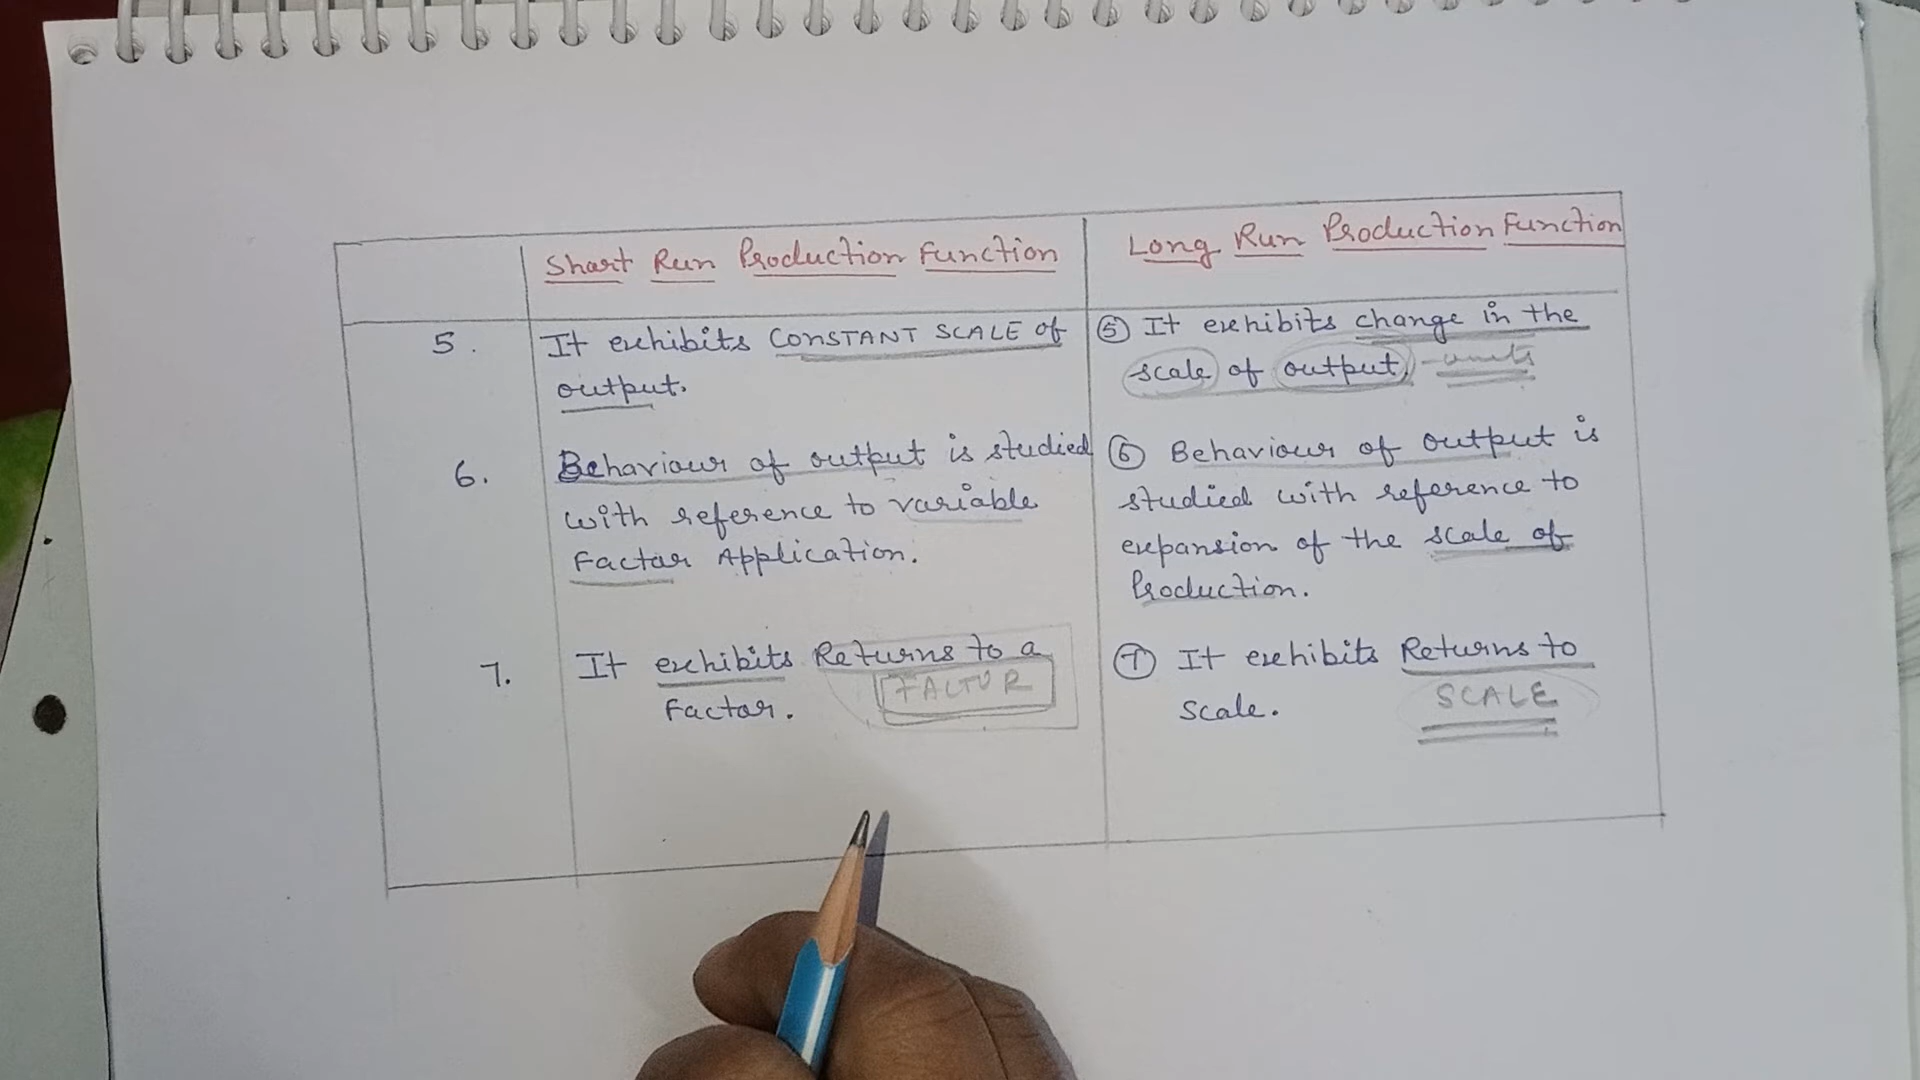 Short Run Production Function
Long Run Production Function
5.
It exhibits CONSTANT SCALE of
output.
⑤ It exhibits change in the
scale of output. - units
6.
Behaviour of output is studied
with reference to variable
Factor Application.
⑥ Behaviour of output is
studied with reference to
expansion of the scale of
Production.
7.
It exhibits Returns to a
FACTOR
Factor.
⑦ It exhibits Returns to
SCALE
Scale.